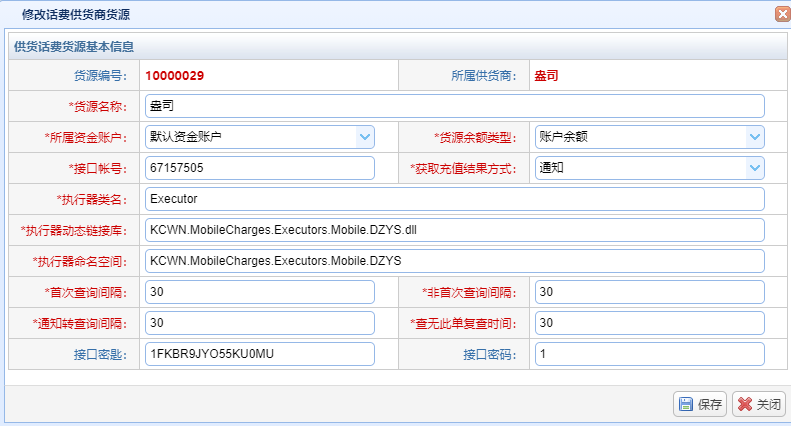 修改话费供货商货源
供货话费货源基本信息
货源编号： 10000029 所属供货商： 盎司
*货源名称： 盎司
*所属资金账户： 默认资金账户 *货源余额类型： 账户余额
*接口帐号： 67157505 *获取充值结果方式： 通知
*执行器类名： Executor
*执行器动态链接库： KCWN.MobileCharges.Executors.Mobile.DZYS.dll
*执行器命名空间： KCWN.MobileCharges.Executors.Mobile.DZYS
*首次查询间隔： 30 *非首次查询间隔： 30
*通知转查询间隔： 30 *查无此单复查时间： 30
接口密匙： 1FKBR9JYO55KU0MU 接口密码： 1
保存 关闭